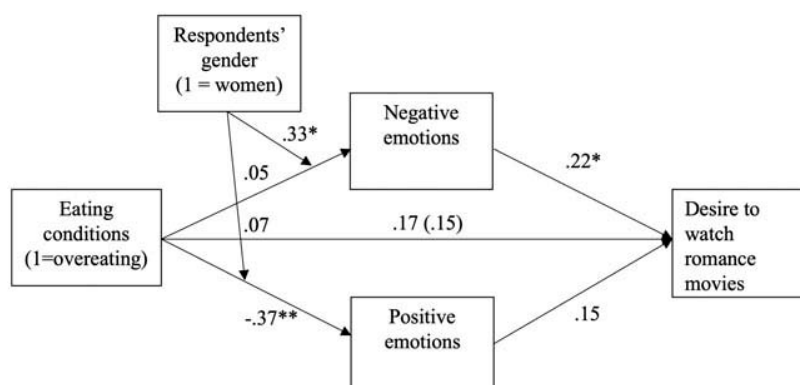 Respondents’
gender
(1 = women)
Negative
emotions
.33*
.22*
.05
Eating
conditions
(1=overeating)
.07
.17 (.15)
Desire to
watch
romance
movies
-.37**
Positive
emotions
.15